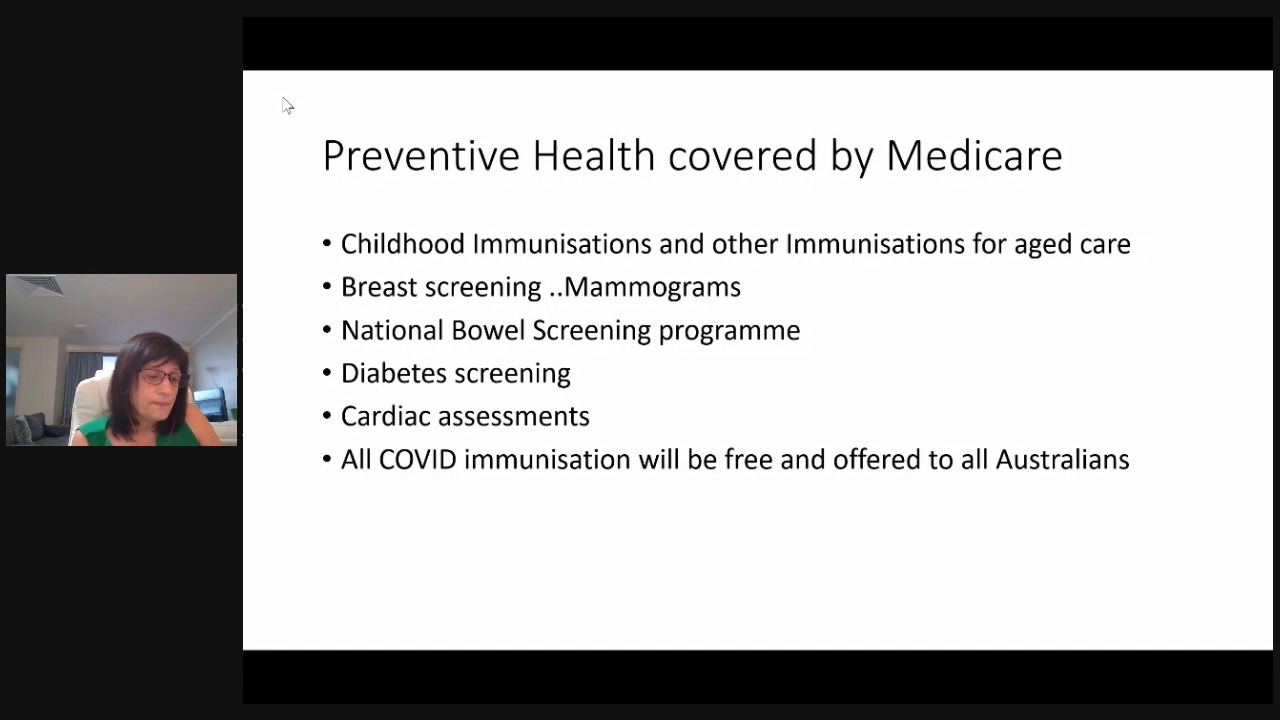 Preventive Health covered by Medicare
• Childhood Immunisations and other Immunisations for aged care
• Breast screening ..Mammograms
• National Bowel Screening programme
• Diabetes screening
• Cardiac assessments
• All COVID immunisation will be free and offered to all Australians